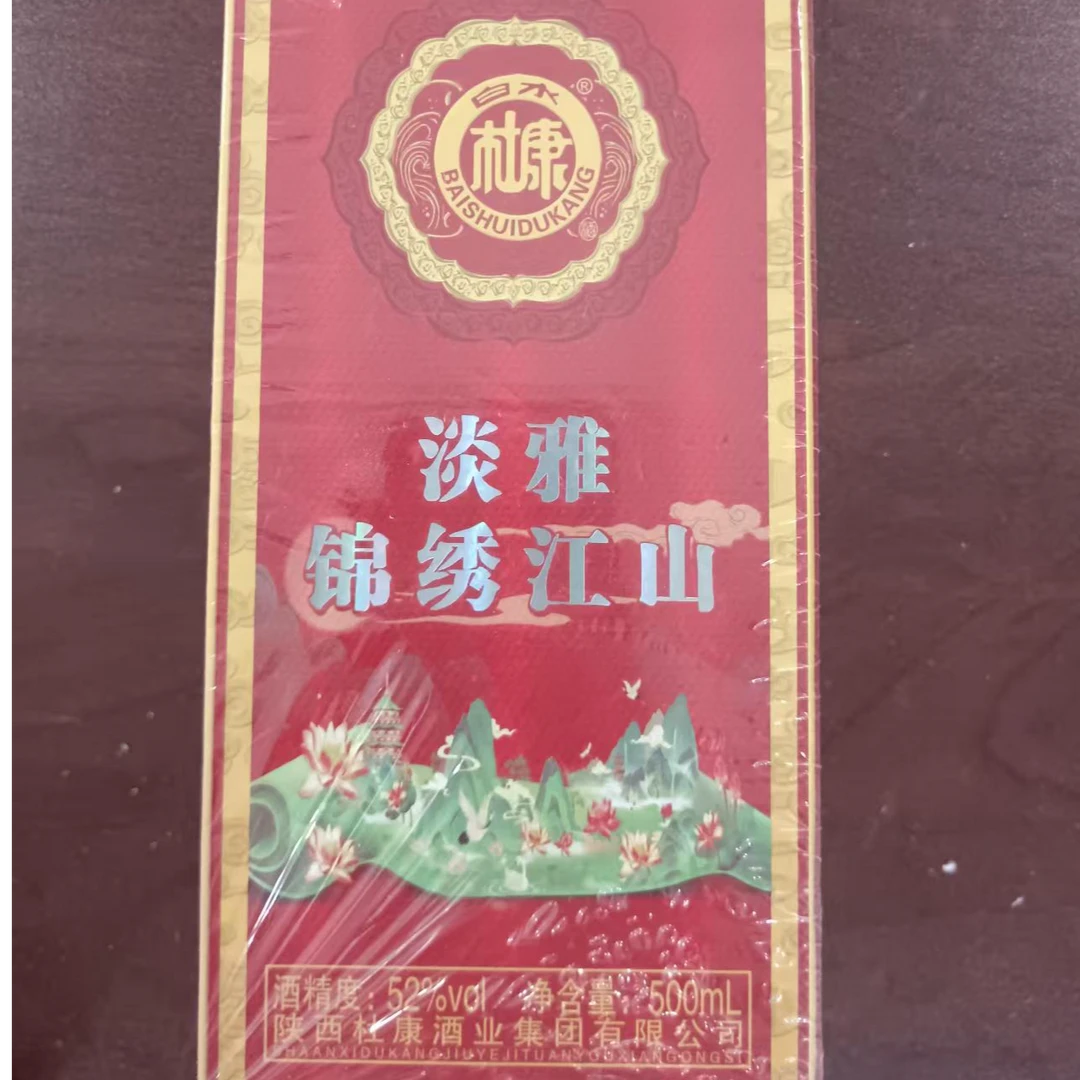 白水
®
杜康
BAISHUIDUKANG
淡雅
锦绣江山
酒精度：52%vol 净含量：500mL
陕西杜康酒业集团有限公司
SHAANXIDUKANGJIUYEJITUANYOUXIANGONGSI